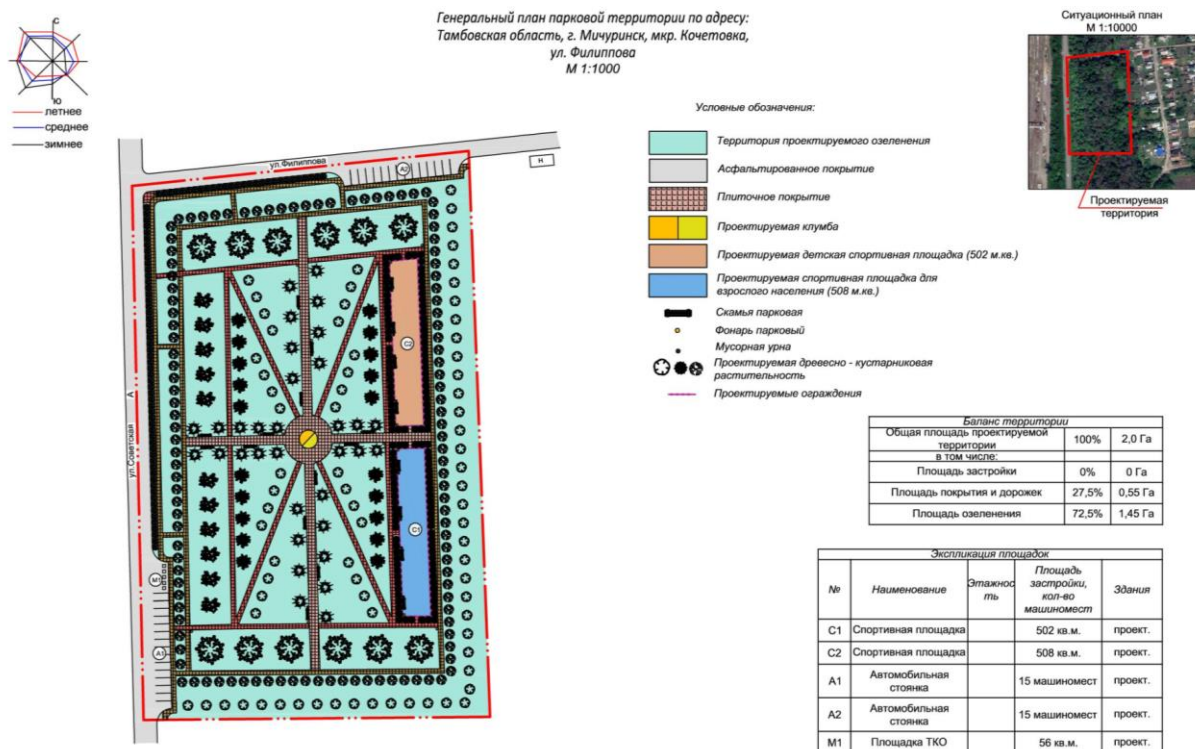 Генеральный план парковой территории по адресу:
Тамбовская область, г. Мичуринск, мкр. Кочетовка,
ул. Филиппова
М 1:1000
Ситуационный план
М 1:10000
Проектируемая
территория
С
Ю
летнее
среднее
зимнее
Условные обозначения:
Территория проектируемого озеленения
Асфальтированное покрытие
Плиточное покрытие
Проектируемая клумба
Проектируемая детская спортивная площадка (502 м.кв.)
Проектируемая спортивная площадка для
взрослого населения (508 м.кв.)
Скамья парковая
Фонарь парковый
Мусорная урна
Проектируемая древесно - кустарниковая
растительность
Проектируемые ограждения
ул.Филиппова
А2
Н
ул.Советская
А
С2
С1
М1
А1
Баланс территории
Общая площадь проектируемой
территории
100%
2,0 Га
в том числе:
Площадь застройки
0%
0 Га
Площадь покрытия и дорожек
27,5%
0,55 Га
Площадь озеленения
72,5%
1,45 Га
Экспликация площадок
№
Наименование
Этажнос
ть
Площадь
застройки,
кол-во
машиномест
Здания
С1
Спортивная площадка
502 кв.м.
проект.
С2
Спортивная площадка
508 кв.м.
проект.
А1
Автомобильная
стоянка
15 машиномест
проект.
А2
Автомобильная
стоянка
15 машиномест
проект.
М1
Площадка ТКО
56 кв.м.
проект.